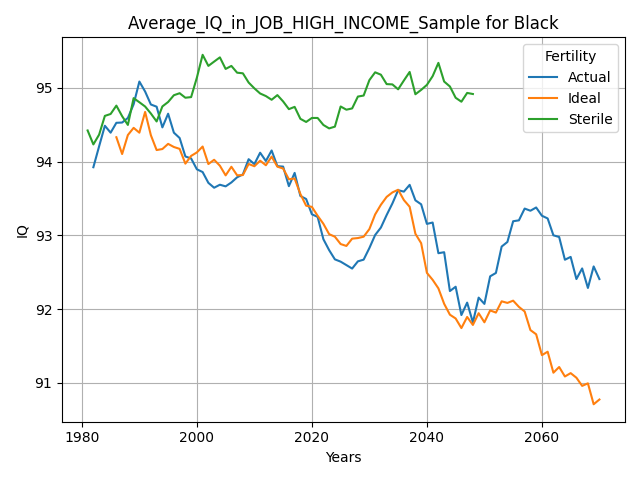 Average_IQ_in_JOB_HIGH_INCOME_Sample for Black
Fertility
Actual
Ideal
Sterile
IQ
95
94
93
92
91
1980
2000
2020
2040
2060
Years